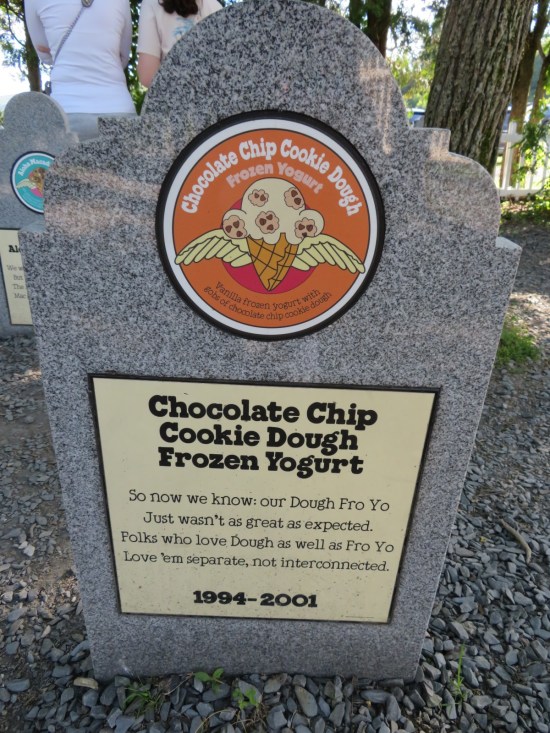 Chocolate Chip Cookie Dough
Frozen Yogurt
Vanilla frozen yogurt with
gobs of chocolate chip cookie dough
Chocolate Chip
Cookie Dough
Frozen Yogurt
So now we know: our Dough Fro Yo
Just wasn't as great as expected.
Folks who love Dough as well as Fro Yo
Love 'em separate, not interconnected.
1994-2001